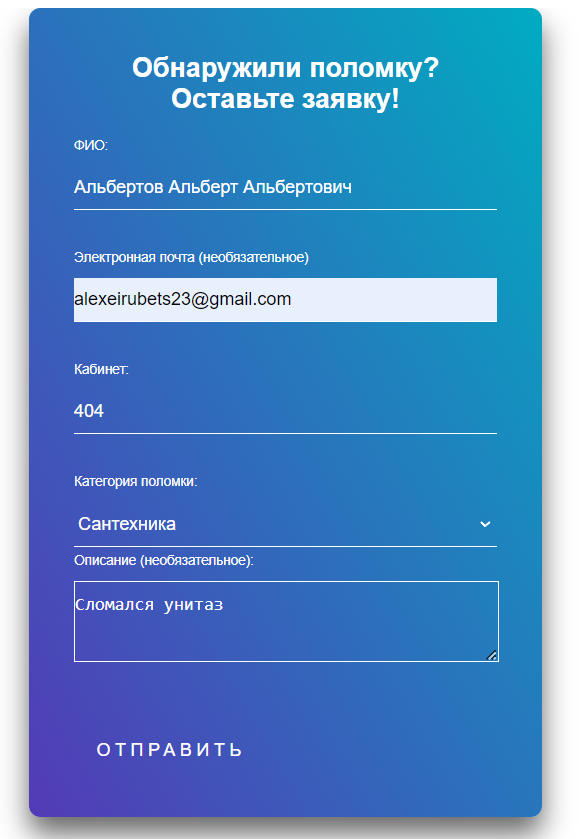 Обнаружили поломку?
Оставьте заявку!
ФИО:
Альбертов Альберт Альбертович
Электронная почта (необязательное)
alexeirubets23@gmail.com
Кабинет:
404
Категория поломки:
Сантехника
Описание (необязательное):
Сломался унитаз
ОТПРАВИТЬ